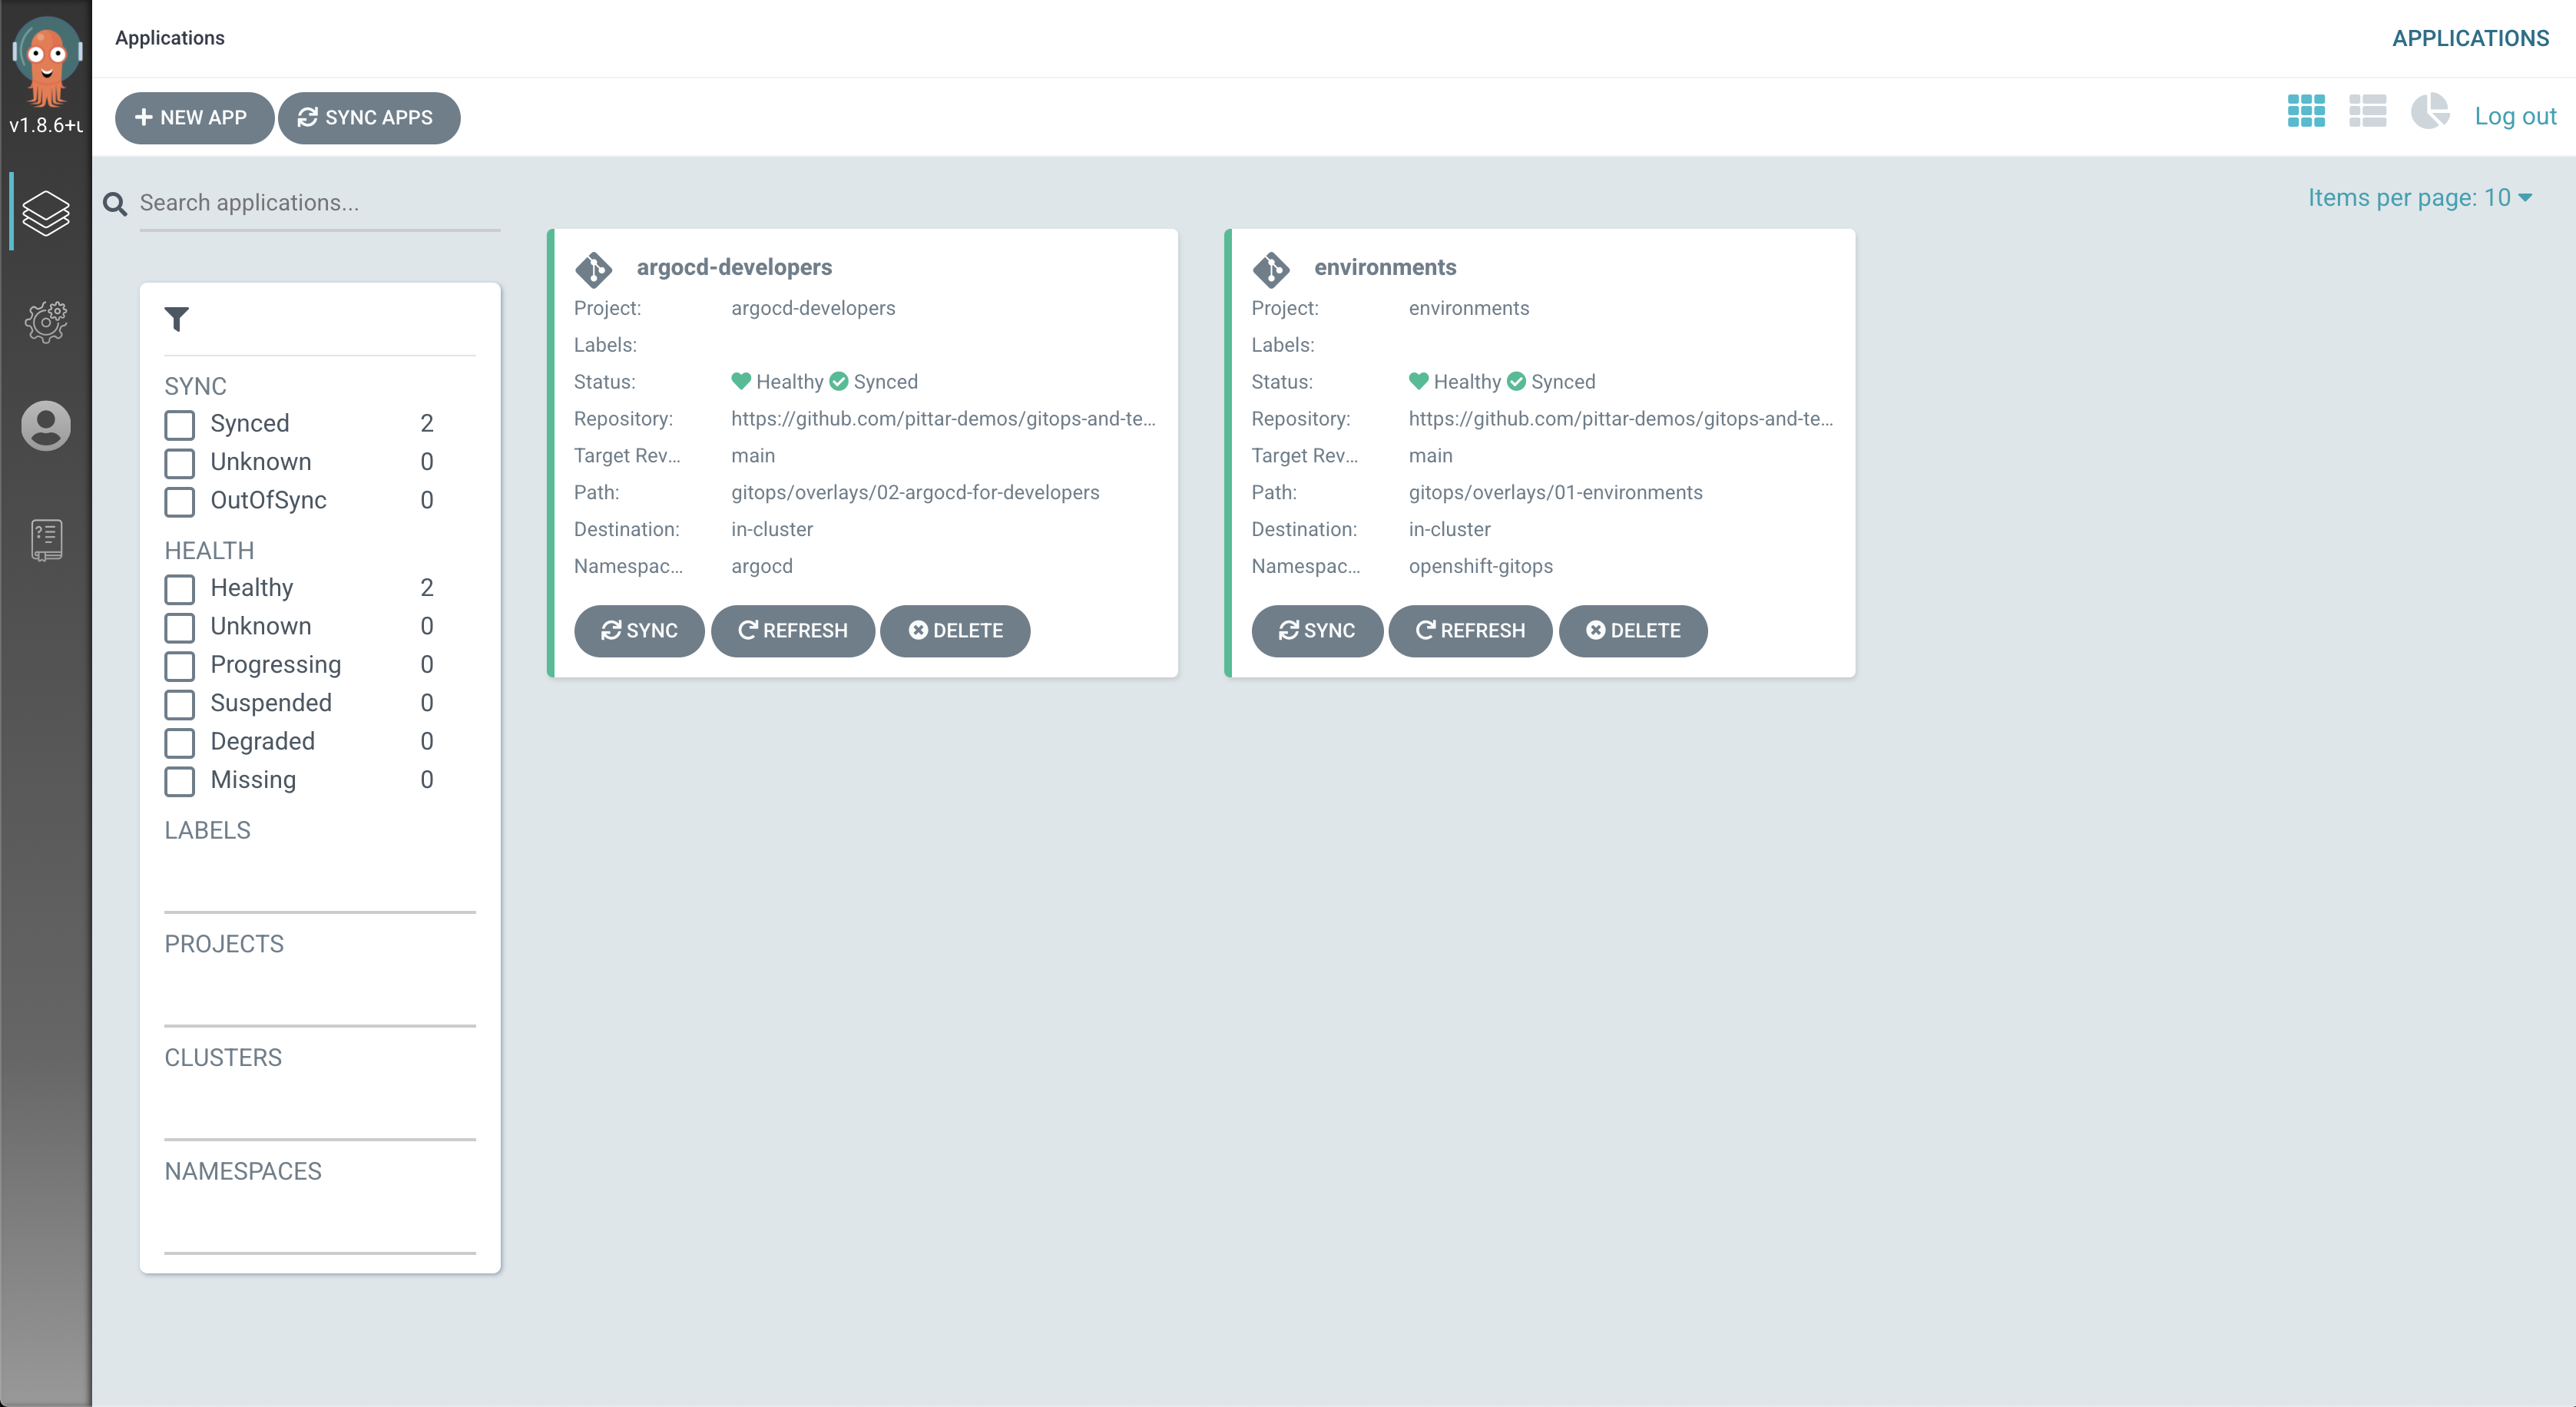 Applications
APPLICATIONS
v1.8.6+u
NEW APP
SYNC APPS
Log out
Search applications...
Items per page: 10
SYNC
Synced 2
Unknown 0
OutOfSync 0
HEALTH
Healthy 2
Unknown 0
Progressing 0
Suspended 0
Degraded 0
Missing 0
LABELS
PROJECTS
CLUSTERS
NAMESPACES
argocd-developers
Project: argocd-developers
Labels:
Status: Healthy Synced
Repository: https://github.com/pittar-demos/gitops-and-te...
Target Rev... main
Path: gitops/overlays/02-argocd-for-developers
Destination: in-cluster
Namespac... argocd
SYNC REFRESH DELETE
environments
Project: environments
Labels:
Status: Healthy Synced
Repository: https://github.com/pittar-demos/gitops-and-te...
Target Rev... main
Path: gitops/overlays/01-environments
Destination: in-cluster
Namespac... openshift-gitops
SYNC REFRESH DELETE